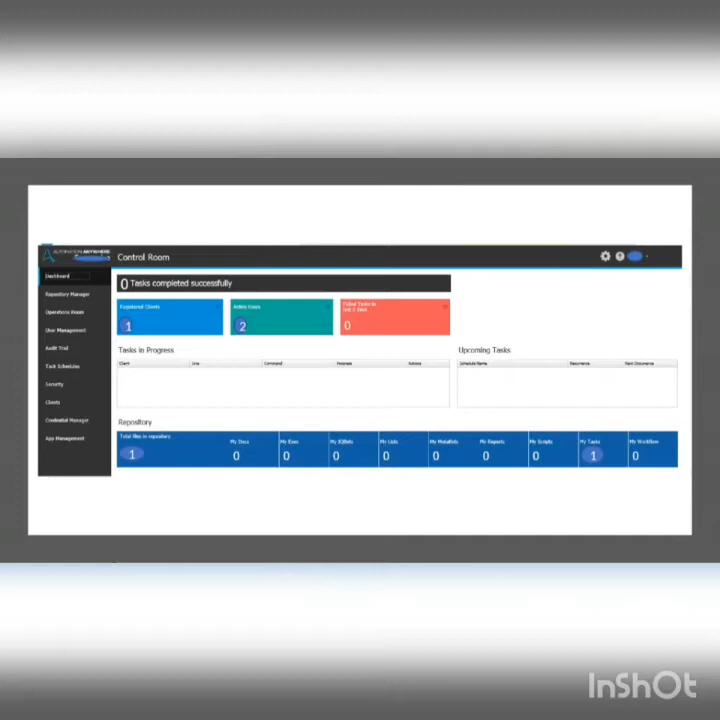 AUTOMATION ANYWHERE
Control Room
Dashboard
Repository Manager
Operations Room
User Management
Audit Trail
Task Schedules
Security
Clients
Credential Manager
App Management
0 Tasks completed successfully
Registered Clients
1
Active Users
2
Failed Tasks in
last 3 days
0
Tasks in Progress
Client Line Command Progress Actions
Upcoming Tasks
Schedule Name Recurrence Next Occurrence
Repository
Total files in repository
1
My Docs
0
My Exes
0
My IQBots
0
My Lists
0
My MetaBots
0
My Reports
0
My Scripts
0
My Tasks
1
My Workflow
0
InShOt